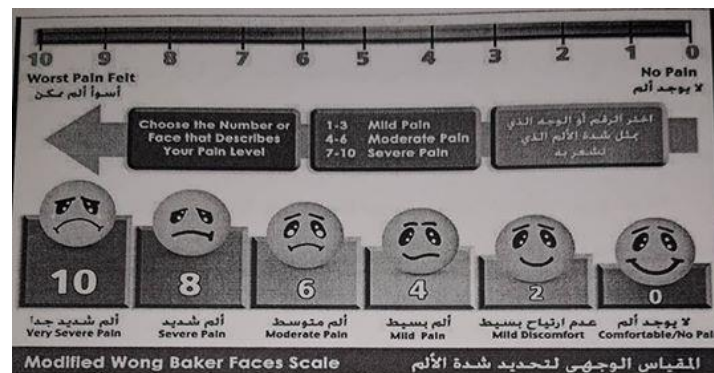 10 9 8 7 6 5 4 3 2 1 0
Worst Pain Felt
أسوأ ألم ممكن
No Pain
لا يوجد ألم
Choose the Number or
Face that Describes
Your Pain Level
1-3 Mild Pain
4-6 Moderate Pain
7-10 Severe Pain
اختر الرقم أو الوجه الذي
يمثل شدة الألم الذي
تشعر به
10 8 6 4 2 0
ألم شديد جدا
Very Severe Pain
ألم شديد
Severe Pain
ألم متوسط
Moderate Pain
ألم بسيط
Mild Pain
عدم ارتياح بسيط
Mild Discomfort
لا يوجد ألم
Comfortable/No Pai
Modified Wong Baker Faces Scale
المقياس الوجهي لتحديد شدة الألم